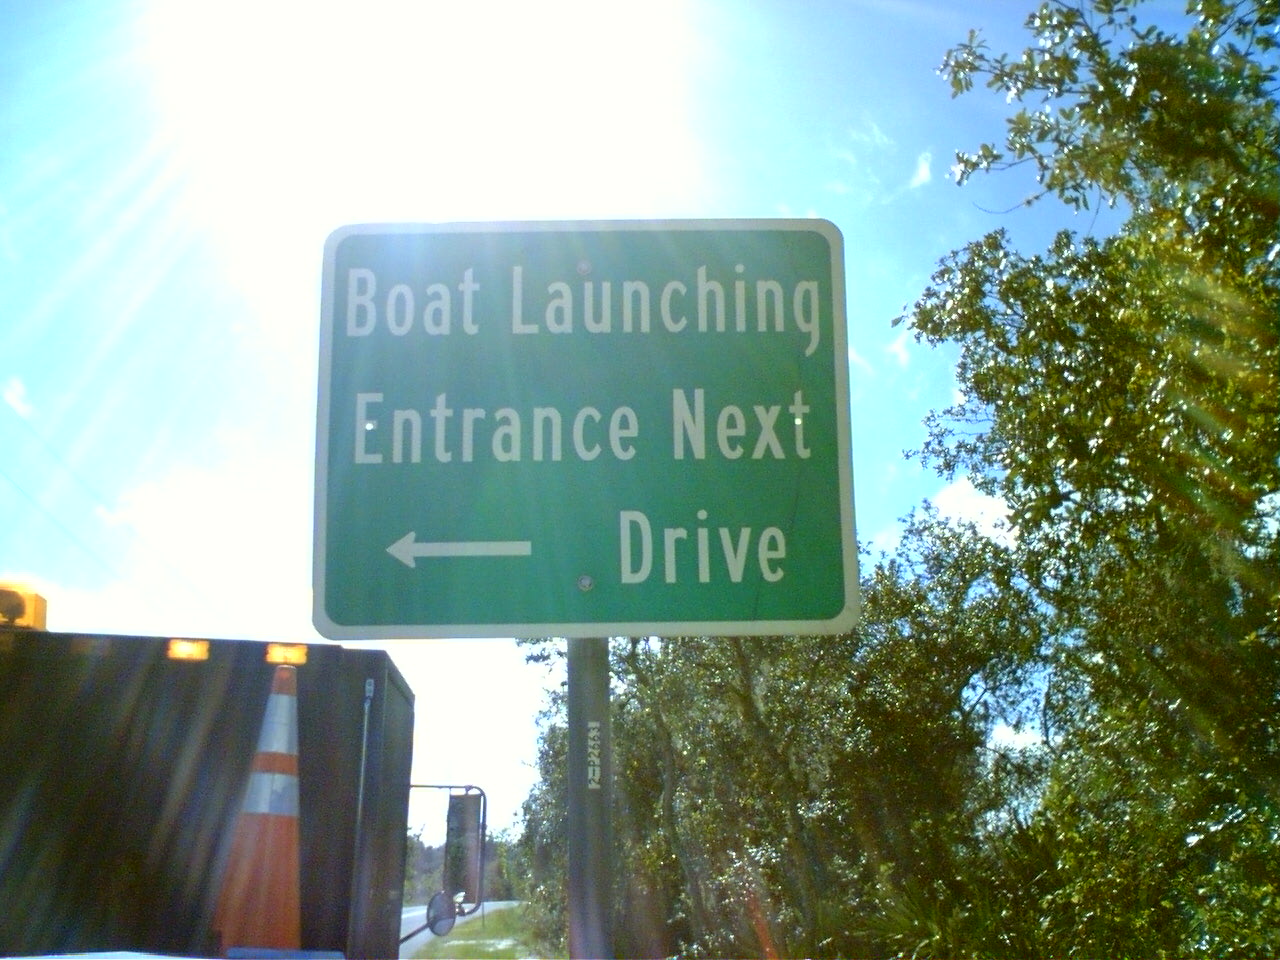 Boat Launching
Entrance Next
Drive